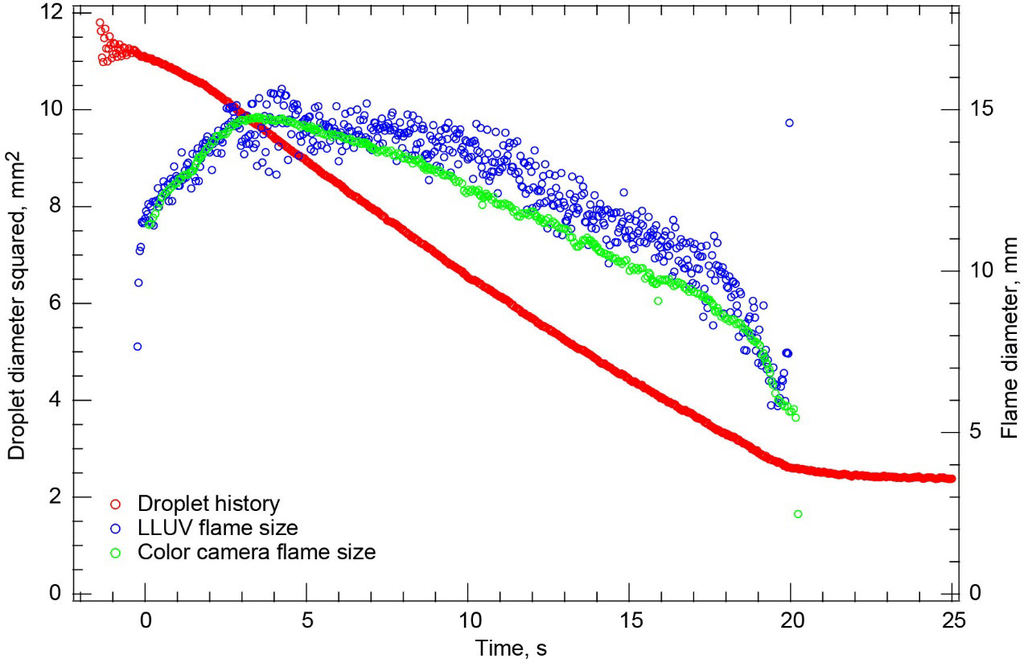 12
10
8
6
4
2
0
Droplet diameter squared, mm2
15
10
5
0
Flame diameter, mm
Droplet history
LLUV flame size
Color camera flame size
0 5 10 15 20 25
Time, s